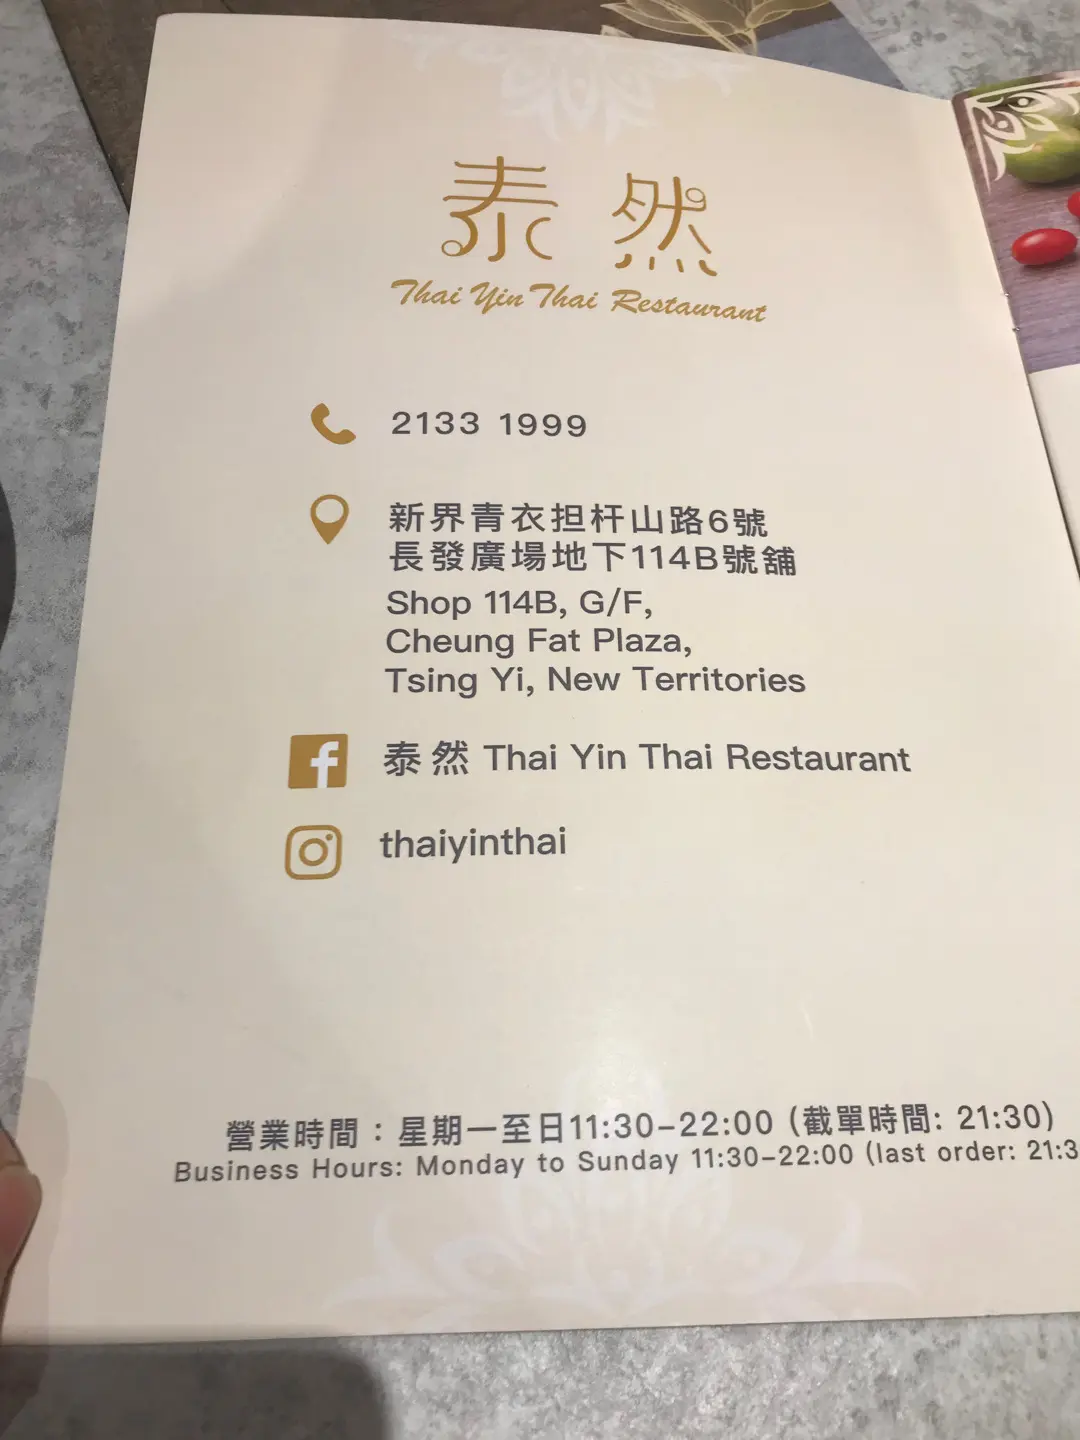 泰然
Thai Yin Thai Restaurant
2133 1999
新界青衣担杆山路6號
長發廣場地下114B號舖
Shop 114B, G/F,
Cheung Fat Plaza,
Tsing Yi, New Territories
泰然 Thai Yin Thai Restaurant
thaiyinthai
營業時間：星期一至日11:30-22:00 (截單時間: 21:30)
Business Hours: Monday to Sunday 11:30-22:00 (last order: 21:3